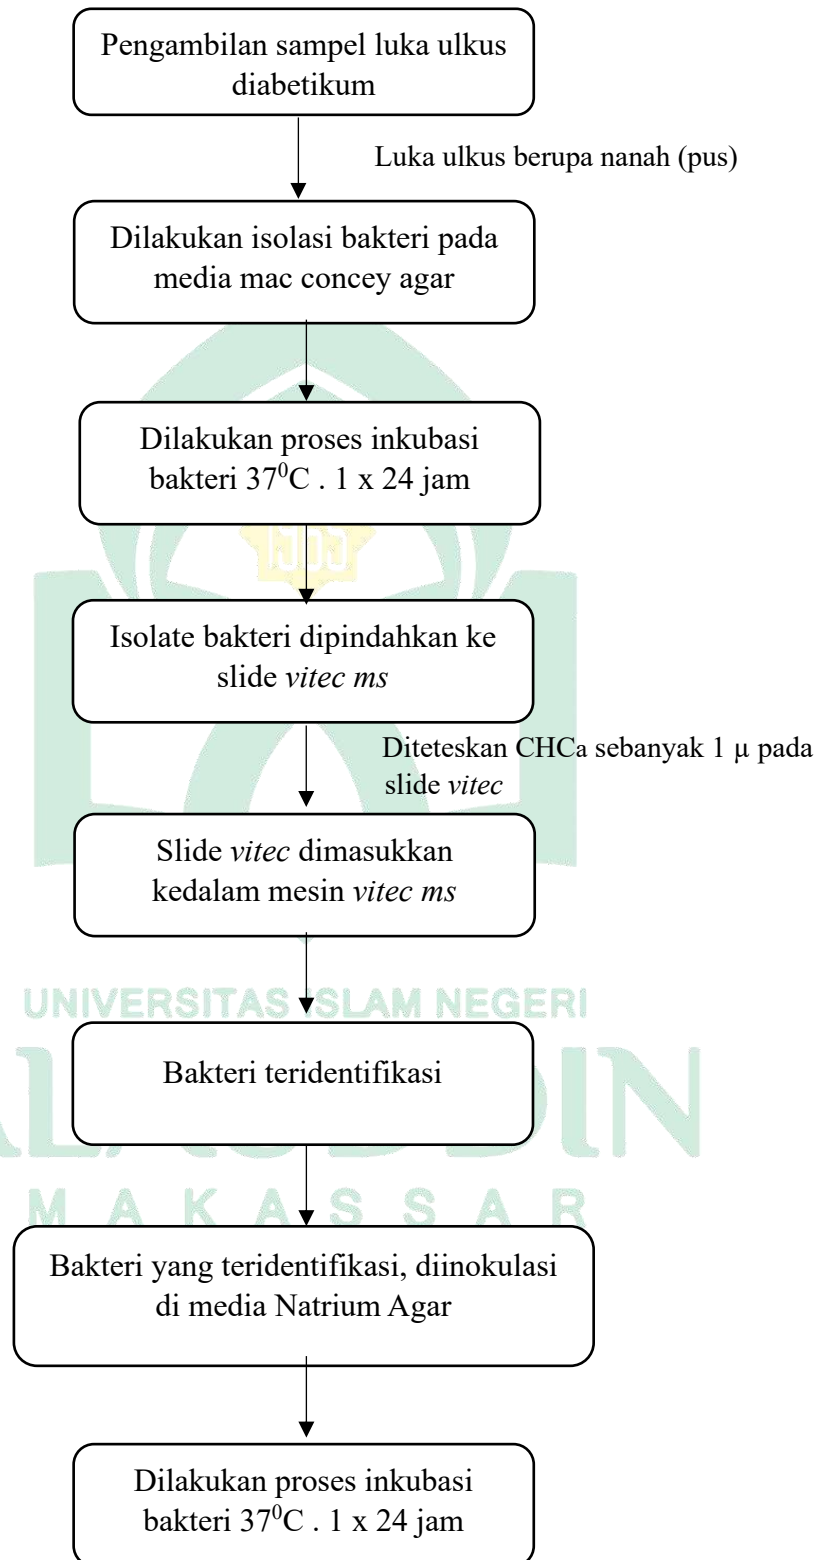 Pengambilan sampel luka ulkus
diabetikum
Luka ulkus berupa nanah (pus)
Dilakukan isolasi bakteri pada
media mac concey agar
Dilakukan proses inkubasi
bakteri 37⁰C . 1 x 24 jam
Isolate bakteri dipindahkan ke
slide vitec ms
Diteteskan CHCa sebanyak 1 µ pada
slide vitec
Slide vitec dimasukkan
kedalam mesin vitec ms
UNIVERSITAS ISLAM NEGERI
Bakteri teridentifikasi
ALAUDDIN
MAKASSAR
Bakteri yang teridentifikasi, diinokulasi
di media Natrium Agar
Dilakukan proses inkubasi
bakteri 37⁰C . 1 x 24 jam